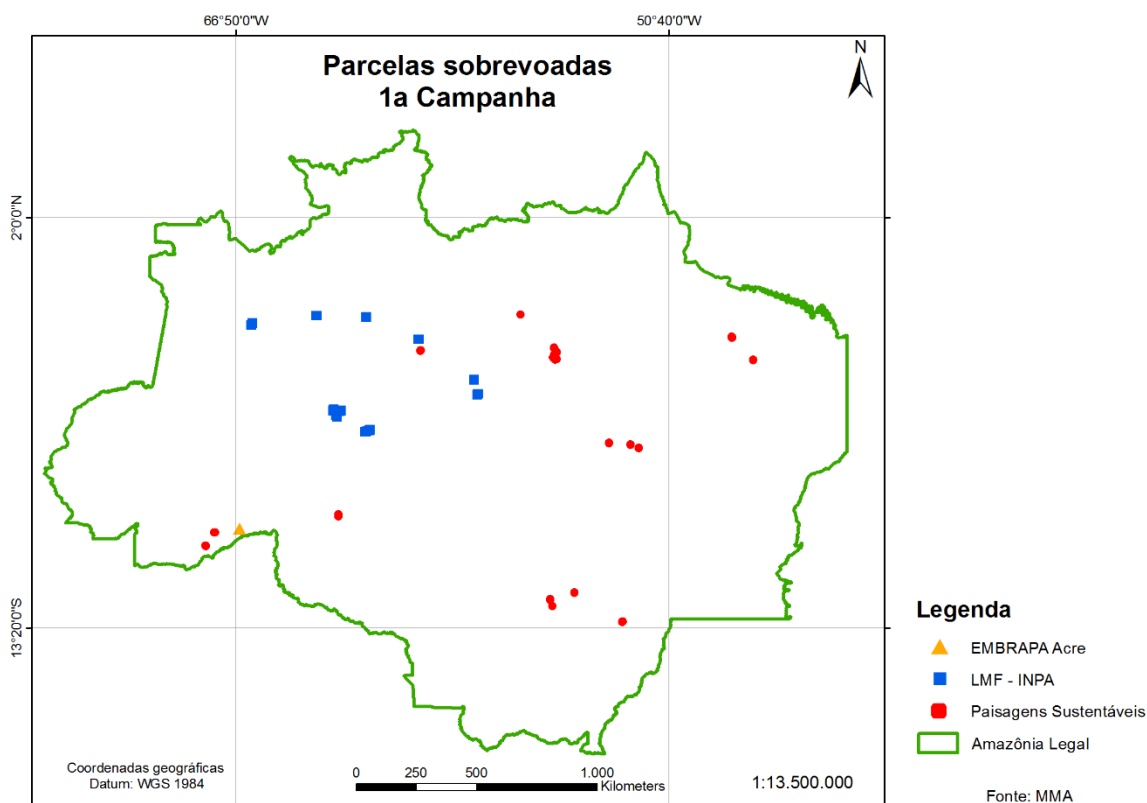 66°50'0"W
50°40'0"W
Parcelas sobrevoadas
1a Campanha
N
2°0'0"N
13°20'0"S
Legenda
EMBRAPA Acre
LMF - INPA
Paisagens Sustentáveis
Amazônia Legal
Coordenadas geográficas
Datum: WGS 1984
0 250 500 1.000
Kilometers
1:13.500.000
Fonte: MMA